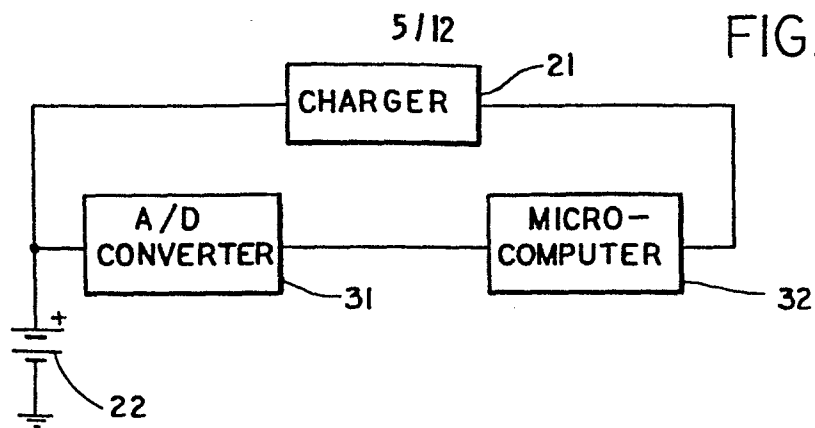 5/12
FIG.
21
CHARGER
A/D
CONVERTER
MICRO-
COMPUTER
31
32
+
22